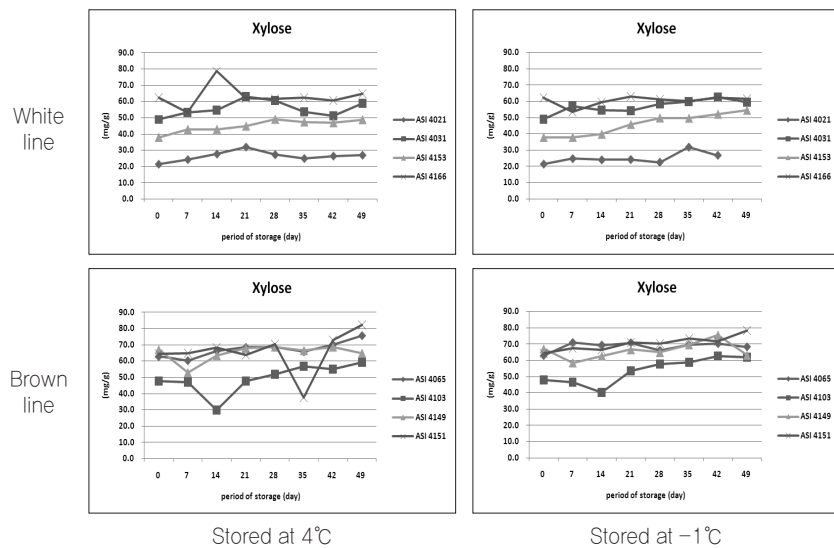 Xylose
90.0
80.0
70.0
60.0
50.0
40.0
30.0
20.0
10.0
0.0
(mg/g)
0 7 14 21 28 35 42 49
period of storage (day)
ASI 4021
ASI 4031
ASI 4153
ASI 4166
Xylose
90.0
80.0
70.0
60.0
50.0
40.0
30.0
20.0
10.0
0.0
(mg/g)
0 7 14 21 28 35 42 49
period of storage (day)
ASI 4021
ASI 4031
ASI 4153
ASI 4166
White
line
Xylose
90.0
80.0
70.0
60.0
50.0
40.0
30.0
20.0
10.0
0.0
(mg/g)
0 7 14 21 28 35 42 49
period of storage (day)
ASI 4065
ASI 4103
ASI 4149
ASI 4151
Xylose
90.0
80.0
70.0
60.0
50.0
40.0
30.0
20.0
10.0
0.0
(mg/g)
0 7 14 21 28 35 42 49
period of storage (day)
ASI 4065
ASI 4103
ASI 4149
ASI 4151
Brown
line
Stored at 4℃
Stored at −1℃